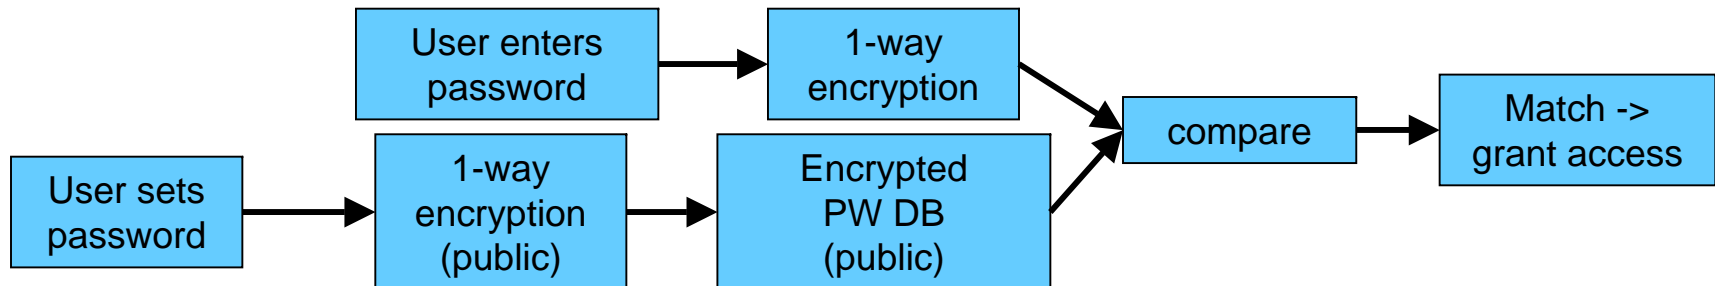 User enters
password
1-way
encryption
compare
Match ->
grant access
User sets
password
1-way
encryption
(public)
Encrypted
PW DB
(public)